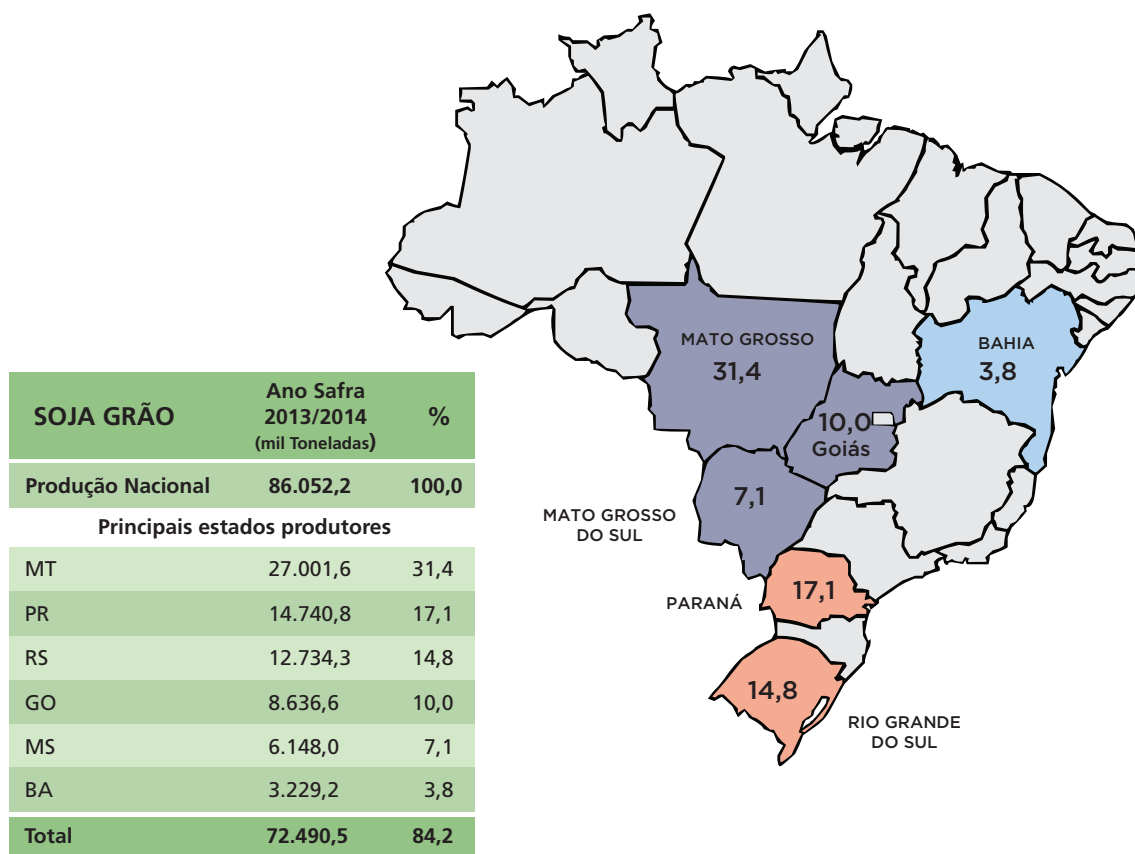 MATO GROSSO
31,4
BAHIA
3,8
10,0
Goiás
7,1
MATO GROSSO
DO SUL
17,1
PARANÁ
14,8
RIO GRANDE
DO SUL
SOJA GRÃO
Ano Safra
2013/2014
(mil Toneladas)
%
Produção Nacional 86.052,2 100,0
Principais estados produtores
MT 27.001,6 31,4
PR 14.740,8 17,1
RS 12.734,3 14,8
GO 8.636,6 10,0
MS 6.148,0 7,1
BA 3.229,2 3,8
Total 72.490,5 84,2